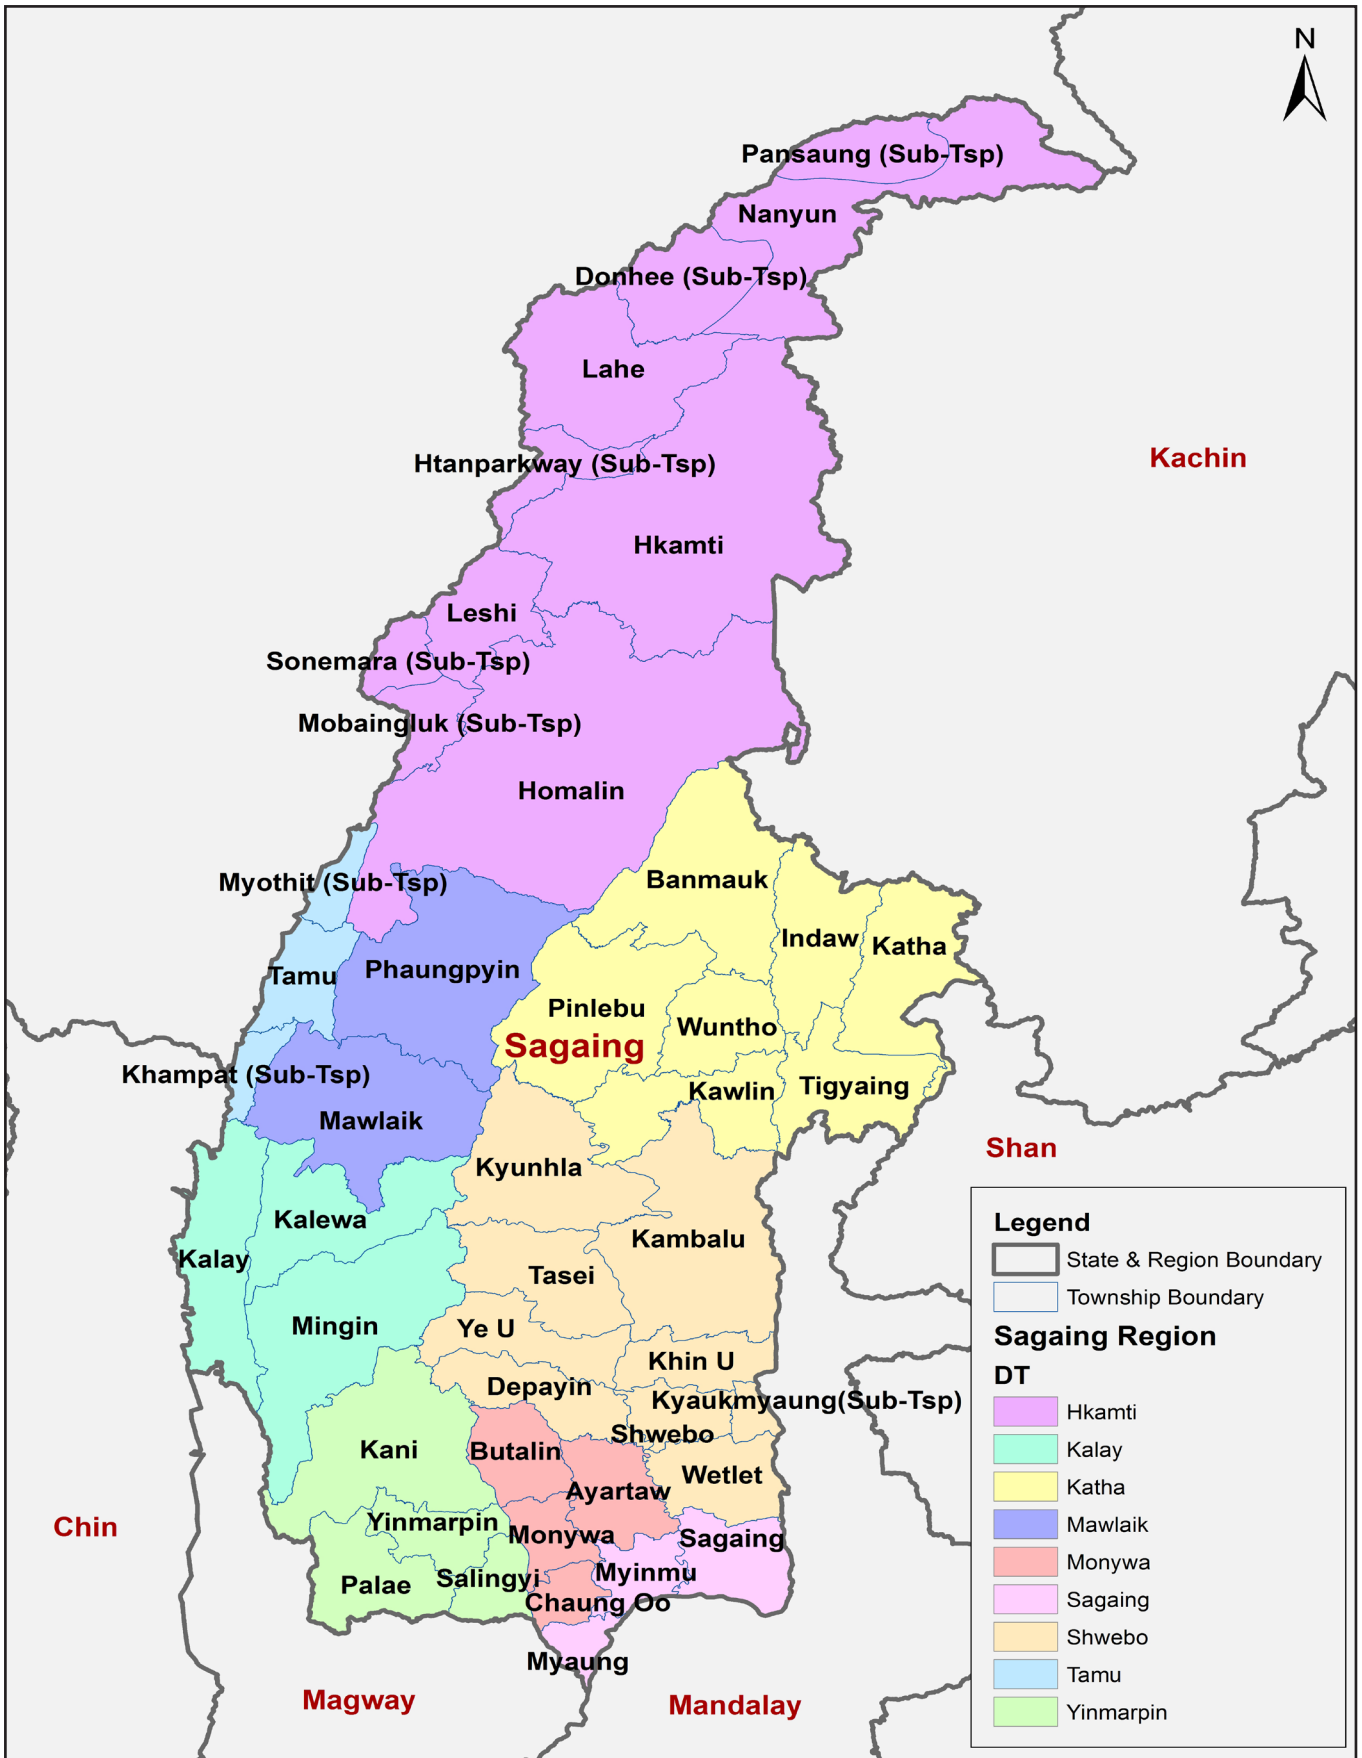 N
Pansaung (Sub-Tsp)
Nanyun
Donhee (Sub-Tsp)
Lahe
Kachin
Htanparkway (Sub-Tsp)
Hkamti
Leshi
Sonemara (Sub-Tsp)
Mobaingluk (Sub-Tsp)
Homalin
Banmauk
Myothit (Sub-Tsp)
Indaw
Katha
Phaungpyin
Tamu
Pinlebu
Wuntho
Sagaing
Khampat (Sub-Tsp)
Tigyaing
Kawlin
Mawlaik
Shan
Kyunhla
Kalewa
Kambalu
Kalay
Tasei
Mingin
Ye U
Khin U
Depayin
Kyaukmyaung(Sub-Tsp)
Shwebo
Kani
Butalin
Wetlet
Ayartaw
Chin
Yinmarpin
Monywa
Sagaing
Myinmu
Salingyi
Palae
Chaung Oo
Myaung
Magway
Mandalay
Legend
State & Region Boundary
Township Boundary
Sagaing Region
DT
Hkamti
Kalay
Katha
Mawlaik
Monywa
Sagaing
Shwebo
Tamu
Yinmarpin